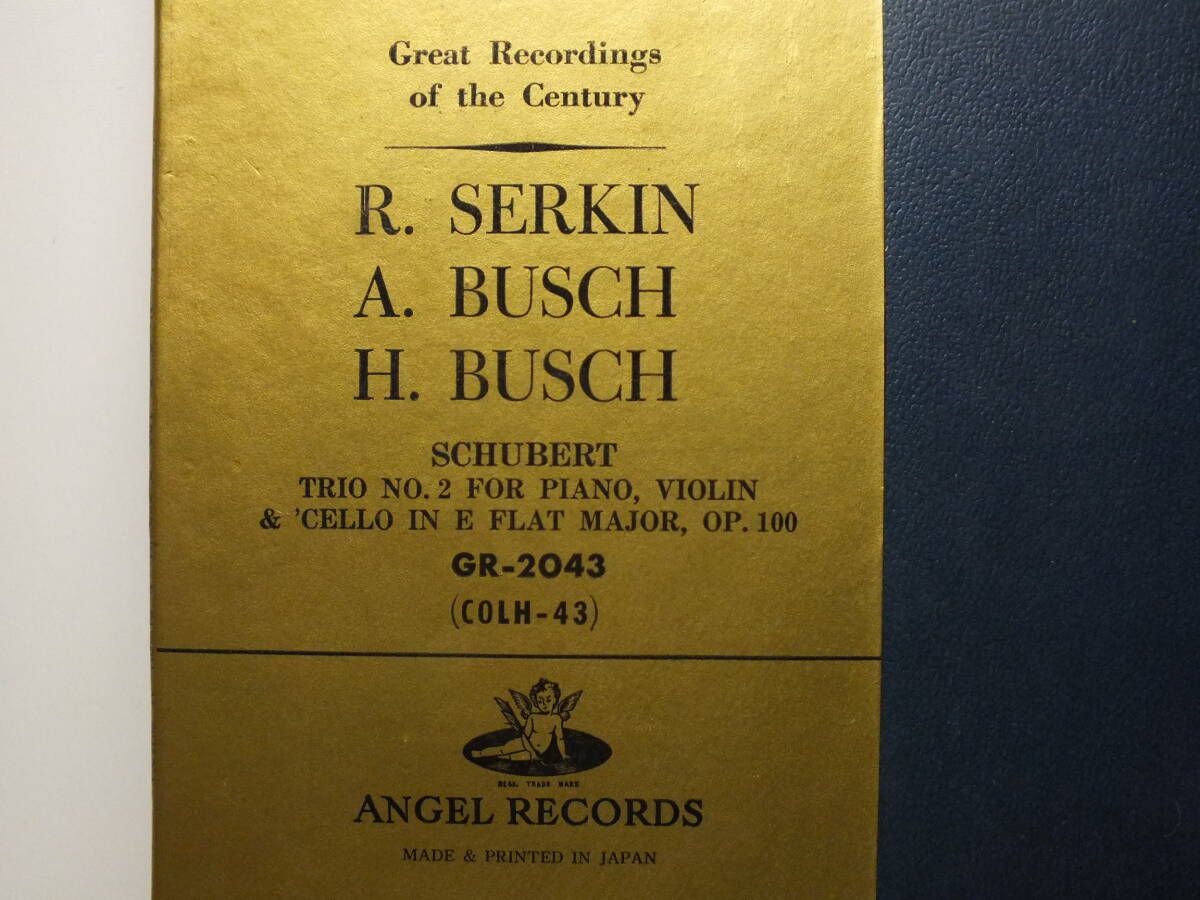 Great Recordings
of the Century
R. SERKIN
A. BUSCH
H. BUSCH
SCHUBERT
TRIO NO. 2 FOR PIANO, VIOLIN
& 'CELLO IN E FLAT MAJOR, OP. 100
GR-2043
(COLH-43)
REGS. TRADE MARK
ANGEL RECORDS
MADE & PRINTED IN JAPAN